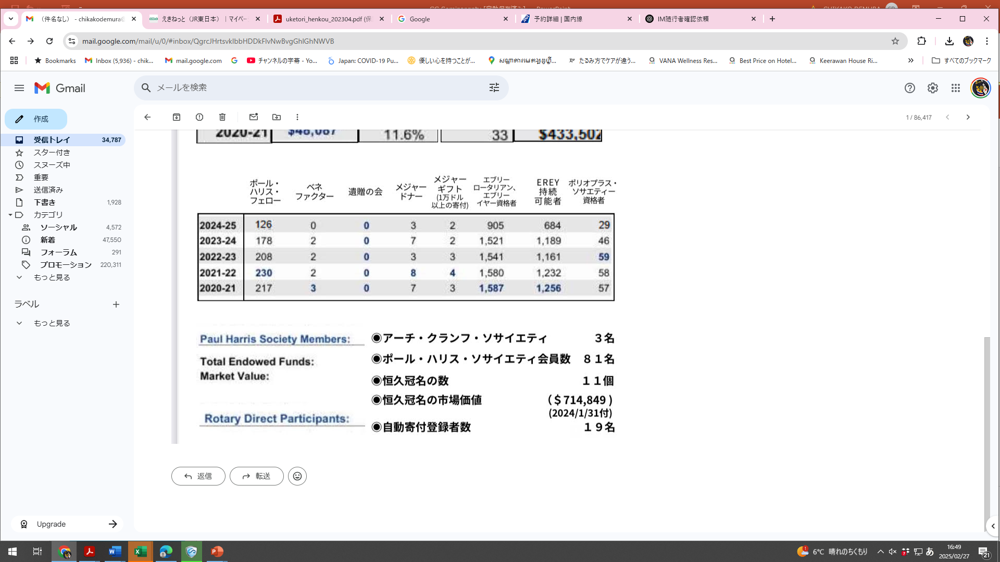 （件名なし） - chikakodemura@
えきねっと（JR東日本）｜マイペー
uketori_henkou_202304.pdf (保
Google
予約詳細 | 国内線
IM随行者確認依頼
mail.google.com/mail/u/0/#inbox/QgrcJHrtsvklbbHDDkFlvNwBvgGhlGhNWVB
Bookmarks
Inbox (5,936) - chik...
mail.google.com
チャンネルの字幕 - Yo...
Japan: COVID-19 Pu...
優しい心を持つことが...
たるみ方でケアが違う...
VANA Wellness Res...
Best Price on Hotel...
Keerawan House Ri...
»
すべてのブックマーク
Gmail
メールを検索
作成
1 / 86,417
受信トレイ 34,787
スター付き
スヌーズ中
重要
送信済み
下書き 1,928
カテゴリ
ソーシャル 4,572
新着 47,550
フォーラム 291
プロモーション 220,311
もっと見る
ラベル
もっと見る
Upgrade
2020-21 $48,087 11.6% 33 $433,502
ポール・
ハリス・
フェロー
ベネ
ファクター
遺贈の会
メジャー
ドナー
メジャー
ギフト
(1万ドル
以上の寄付)
エブリー
ロータリアン、
エブリー
イヤー資格者
EREY
持続
可能者
ポリオプラス・
ソサエティー
資格者
2024-25 126 0 0 3 2 905 684 29
2023-24 178 2 0 7 2 1,521 1,189 46
2022-23 208 2 0 3 3 1,541 1,161 59
2021-22 230 2 0 8 4 1,580 1,232 58
2020-21 217 3 0 7 3 1,587 1,256 57
Paul Harris Society Members:
Total Endowed Funds:
Market Value:
Rotary Direct Participants:
◉アーチ・クランフ・ソサイエティ ３名
◉ポール・ハリス・ソサイエティ会員数 ８１名
◉恒久冠名の数 １１個
◉恒久冠名の市場価値 （＄714,849 )
(2024/1/31付)
◉自動寄付登録者数 １９名
返信
転送
6°C 晴れのちくもり
あ
16:49
2025/02/27
21